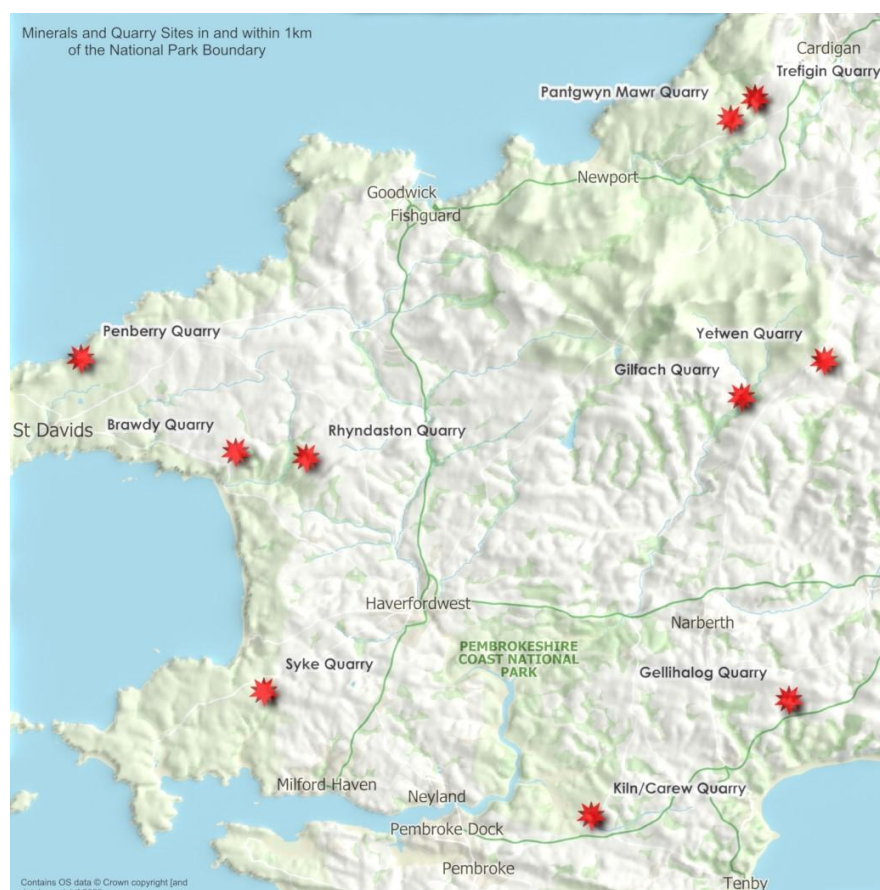 Minerals and Quarry Sites in and within 1km
of the National Park Boundary
Cardigan
Trefigin Quarry
Pantgwyn Mawr Quarry
Newport
Goodwick
Fishguard
Penberry Quarry
Yetwen Quarry
Gilfach Quarry
St Davids
Brawdy Quarry
Rhyndaston Quarry
Haverfordwest
Narberth
PEMBROKESHIRE
COAST NATIONAL
PARK
Syke Quarry
Gellihalog Quarry
Milford Haven
Neyland
Kiln/Carew Quarry
Pembroke Dock
Pembroke
Tenby
Contains OS data © Crown copyright [and